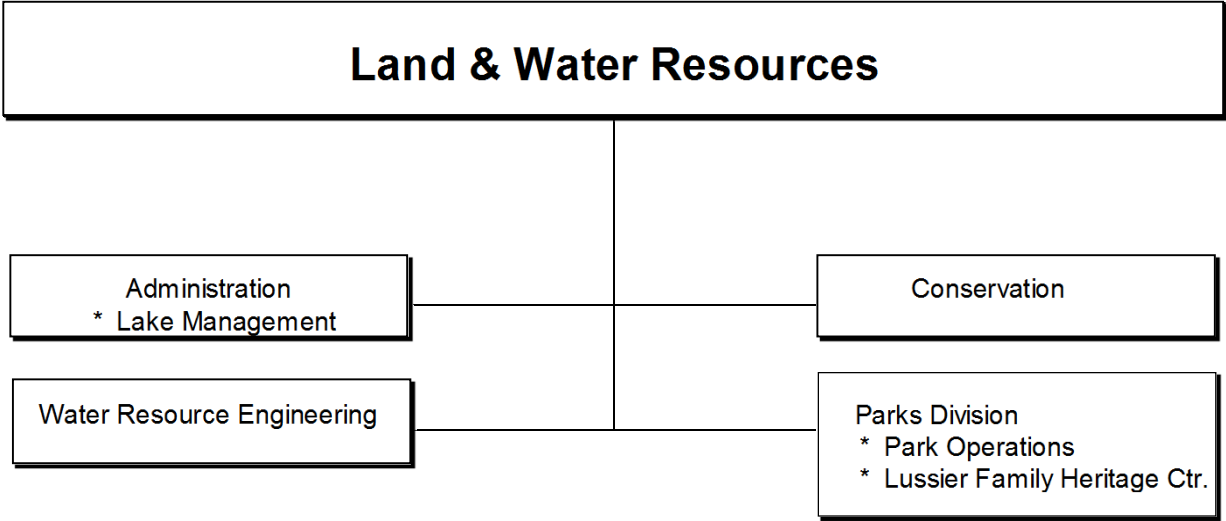 Land & Water Resources
Administration
* Lake Management
Conservation
Water Resource Engineering
Parks Division
* Park Operations
* Lussier Family Heritage Ctr.